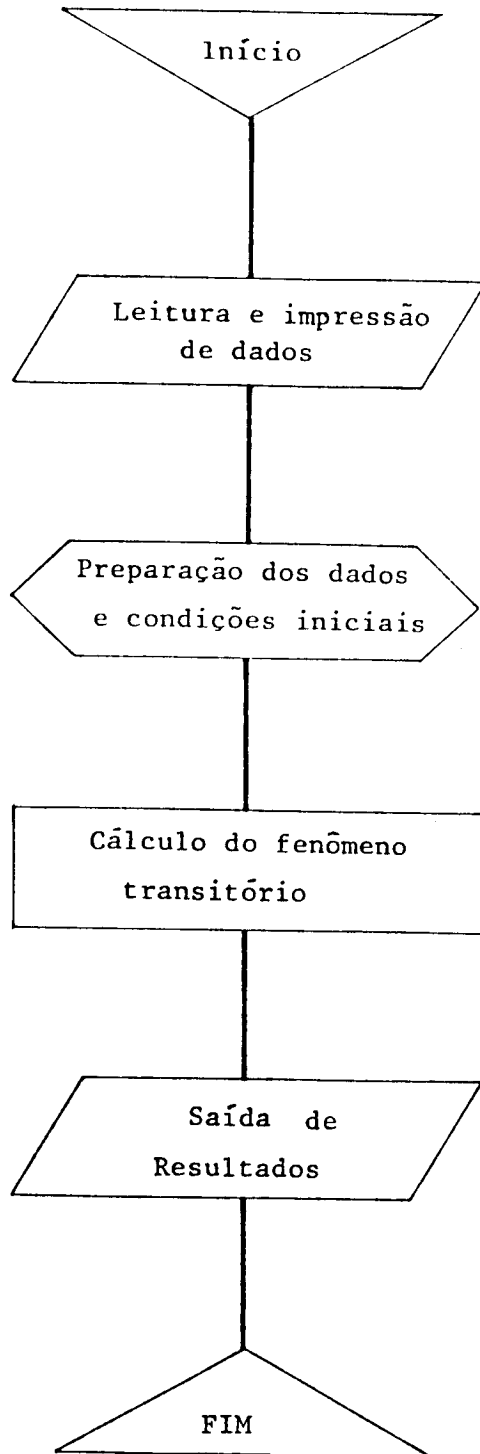 Início
Leitura e impressão
de dados
Preparação dos dados
e condições iniciais
Cálculo do fenômeno
transitório
Saída de
Resultados
FIM